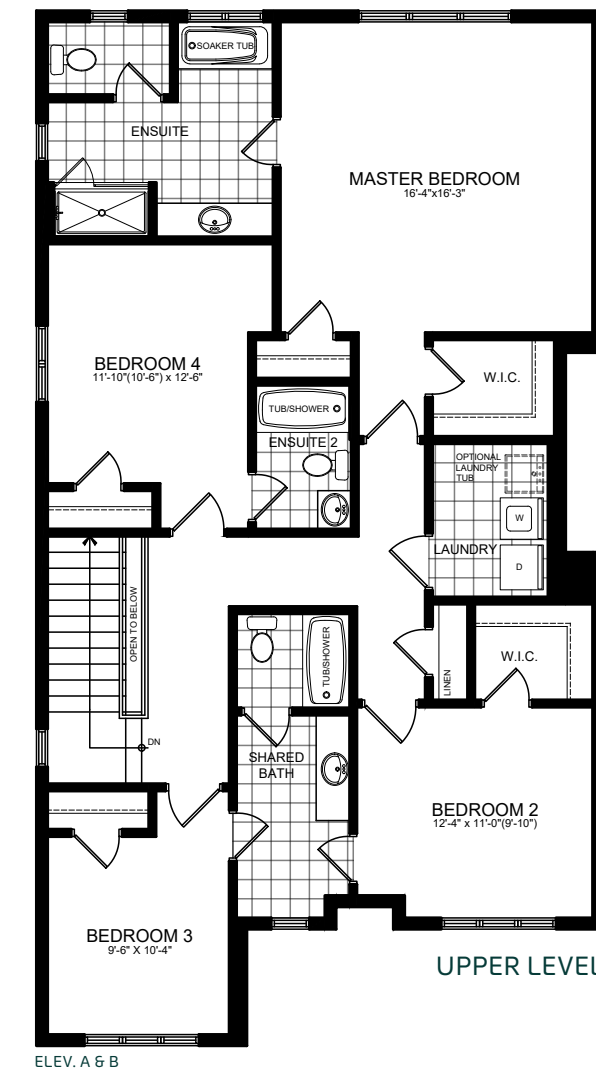 SOAKER TUB
ENSUITE
MASTER BEDROOM
16'-4"x16'-3"
BEDROOM 4
11'-10"(10'-6") x 12'-6"
W.I.C.
TUB/SHOWER
ENSUITE 2
OPTIONAL
LAUNDRY
TUB
W
LAUNDRY
D
OPEN TO BELOW
TUB/SHOWER
LINEN
W.I.C.
DN
SHARED
BATH
BEDROOM 2
12'-4" x 11'-0"(9'-10")
BEDROOM 3
9'-6" X 10'-4"
UPPER LEVEL
ELEV. A & B